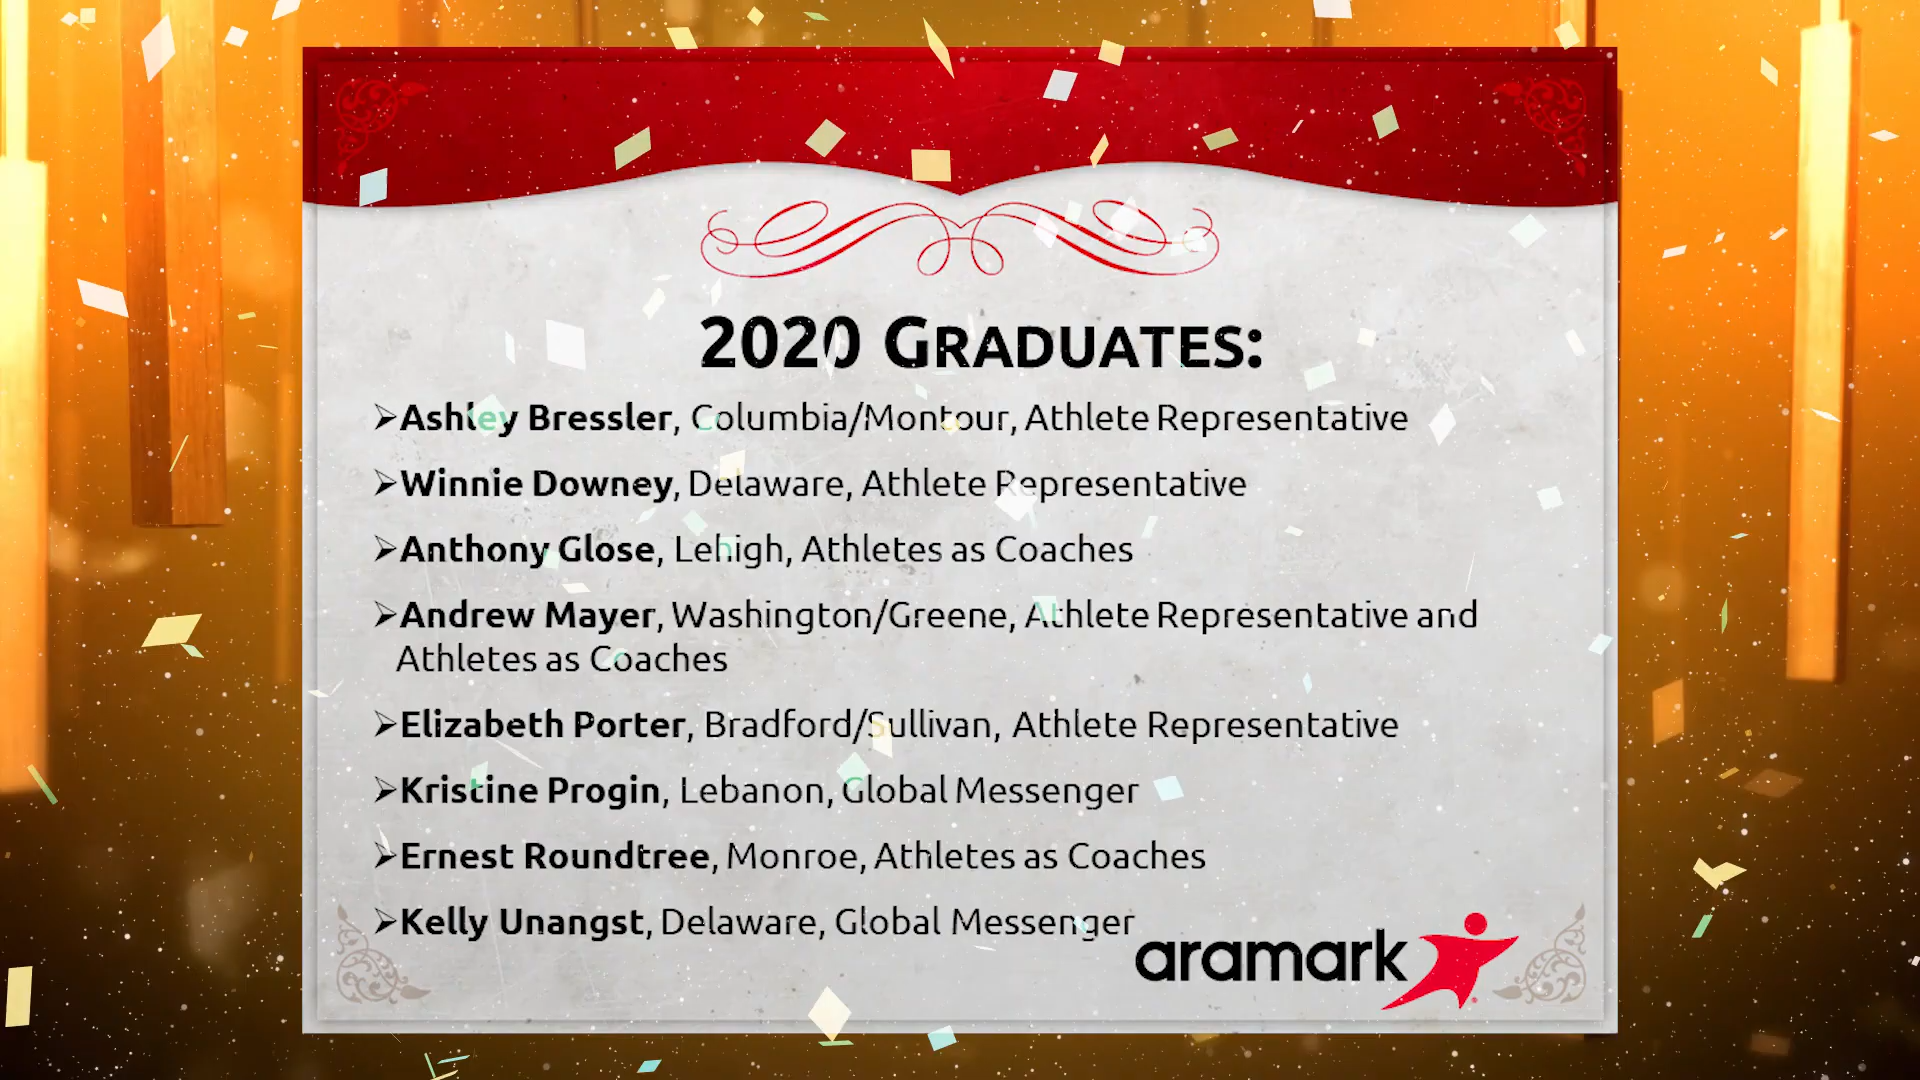 2020 GRADUATES:
➢Ashley Bressler, Columbia/Montour, Athlete Representative
➢Winnie Downey, Delaware, Athlete Representative
➢Anthony Glose, Lehigh, Athletes as Coaches
➢Andrew Mayer, Washington/Greene, Athlete Representative and
Athletes as Coaches
➢Elizabeth Porter, Bradford/Sullivan, Athlete Representative
➢Kristine Progin, Lebanon, Global Messenger
➢Ernest Roundtree, Monroe, Athletes as Coaches
➢Kelly Unangst, Delaware, Global Messenger
aramark